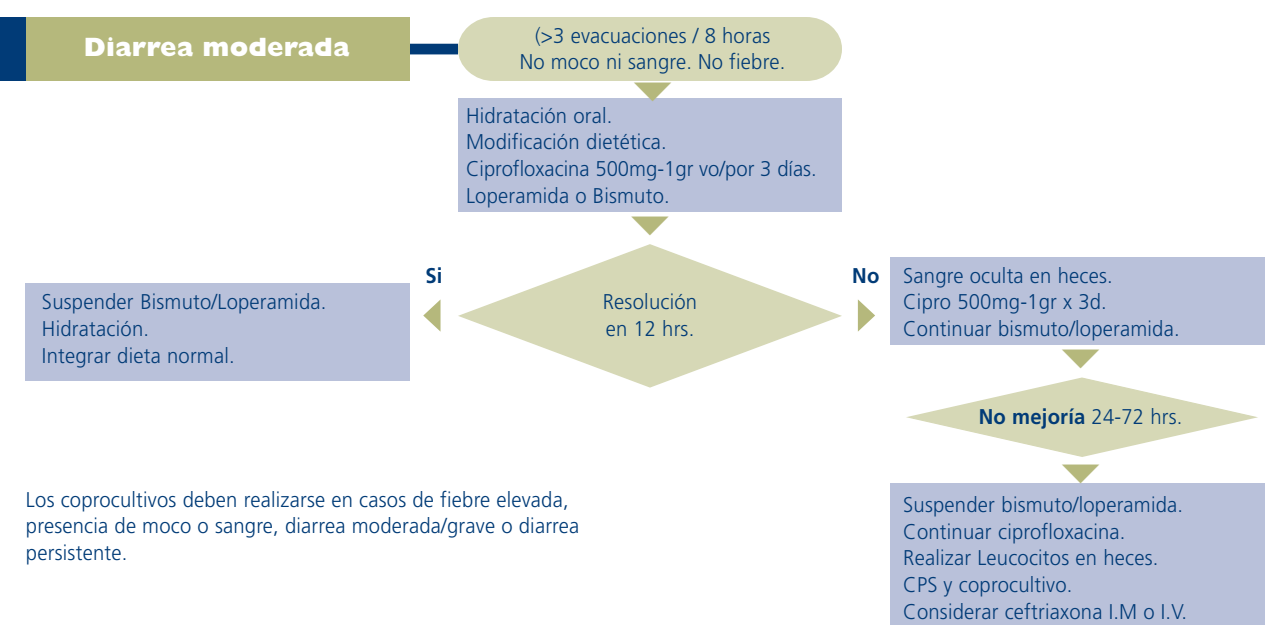 Diarrea moderada
(>3 evacuaciones / 8 horas
No moco ni sangre. No fiebre.
Hidratación oral.
Modificación dietética.
Ciprofloxacina 500mg-1gr vo/por 3 días.
Loperamida o Bismuto.
Si
Suspender Bismuto/Loperamida.
Hidratación.
Integrar dieta normal.
Resolución
en 12 hrs.
No
Sangre oculta en heces.
Cipro 500mg-1gr x 3d.
Continuar bismuto/loperamida.
No mejoría 24-72 hrs.
Suspender bismuto/loperamida.
Continuar ciprofloxacina.
Realizar Leucocitos en heces.
CPS y coprocultivo.
Considerar ceftriaxona I.M o I.V.
Los coprocultivos deben realizarse en casos de fiebre elevada,
presencia de moco o sangre, diarrea moderada/grave o diarrea
persistente.